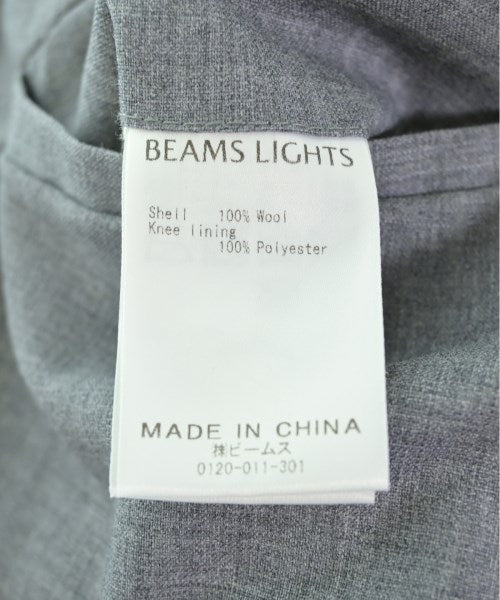 BEAMS LIGHTS
Shell 100% Wool
Knee lining
100% Polyester
MADE IN CHINA
㈱ビームス
0120-011-301